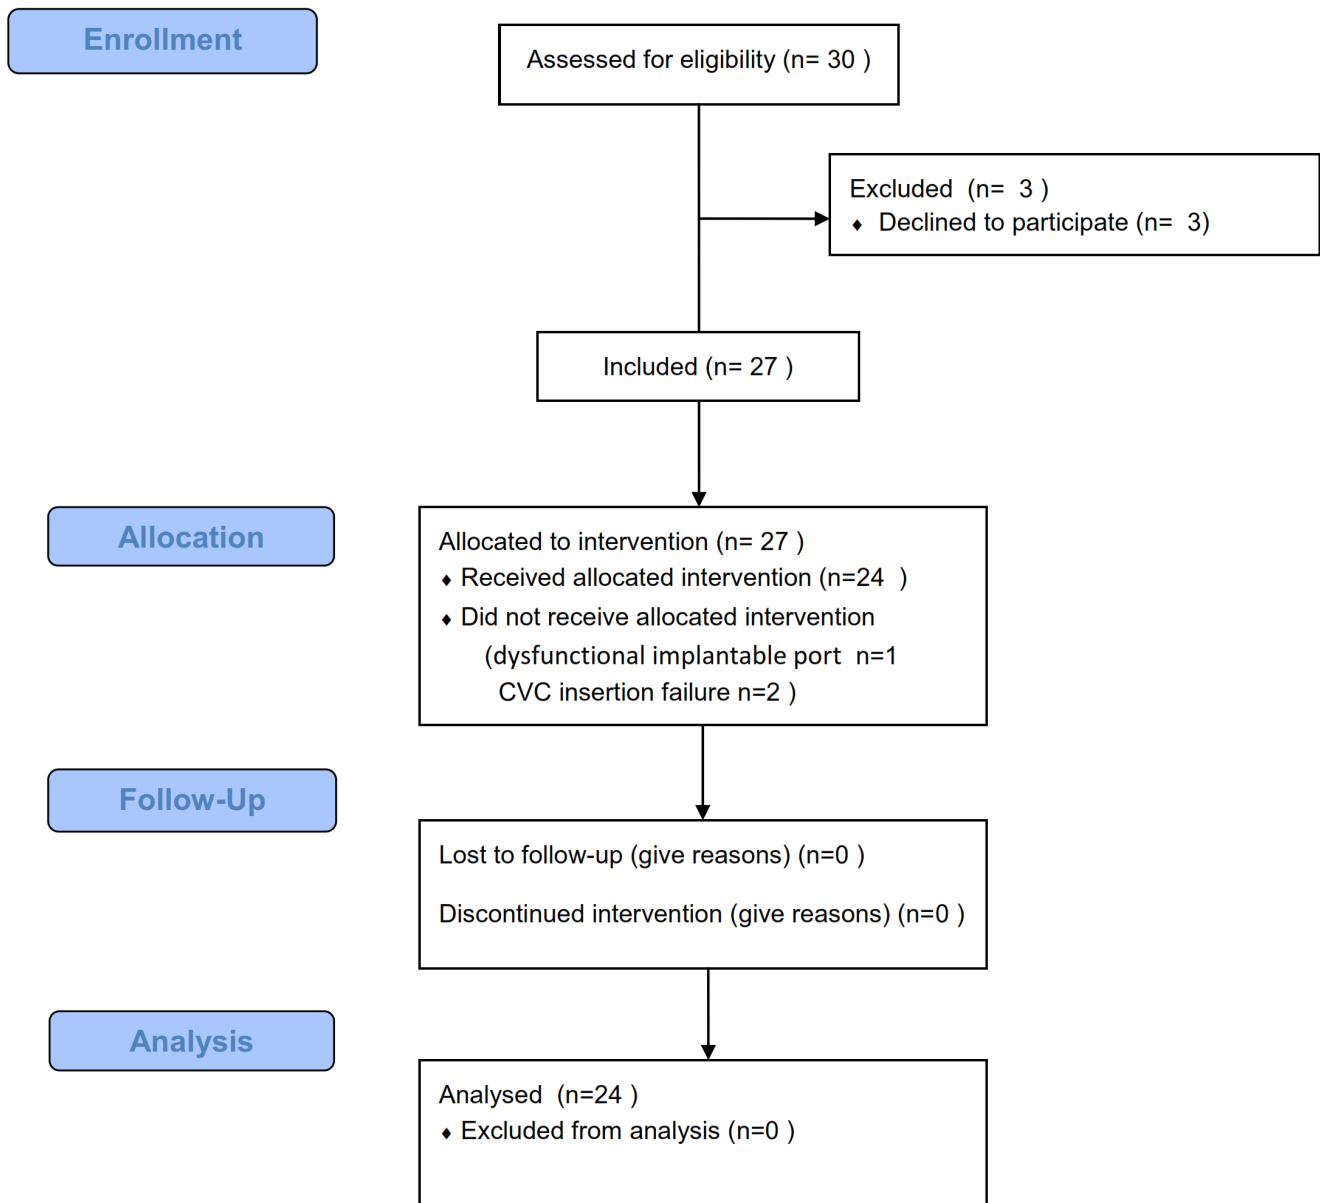 Enrollment
Assessed for eligibility (n= 30 )
Excluded  (n=  3 )
♦ Declined to participate (n=  3)
Included (n= 27 )
Allocation
Allocated to intervention (n= 27 )
♦ Received allocated intervention (n=24  )
♦ Did not receive allocated intervention
(dysfunctional implantable port  n=1
CVC insertion failure n=2 )
Follow-Up
Lost to follow-up (give reasons) (n=0 )
Discontinued intervention (give reasons) (n=0 )
Analysis
Analysed  (n=24 )
♦ Excluded from analysis (n=0 )